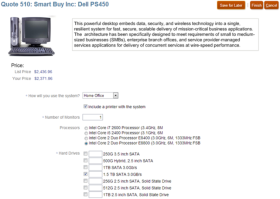 Quote 510: Smart Buy Inc: Dell PS450
Save for Later
Finish
Cancel
This powerful desktop embeds data, security, and wireless technology into a single, resilient system for fast, secure, scalable delivery of mission-critical business applications. The architecture has been specifically designed to meet requirements of small to medium-sized businesses (SMBs), enterprise branch offices, and service provider-managed services applications for delivery of concurrent services at wire-speed performance.
Price:
List Price $2,435.96
Your Price $2,371.96
* How will you use the system? Home Office
Include a printer with the system
* Number of monitors
Processors
Intel Core i7 2600 Processor (3.4GHz, 8M
Intel Core i5 2400 Processor (3.1GHz, 6M
Intel Core 2 Duo Processor E8400 (3.0GHz, 6M, 1333MHz FSB
Intel Core 2 Duo Processor E8600 (3.3GHz, 6M, 1333MHz FSB
* Hard Drives
250G 3.5 inch SATA
500G Hybrid, 2.5 inch SATA
1TB SATA 3.0GB/s
1.5 TB SATA 3.0GB/s
256G 2.5 inch SATA, Solid State Drive
512G 2.5 inch SATA, Solid State Drive
1TB 2.5 inch SATA, Solid State Drive